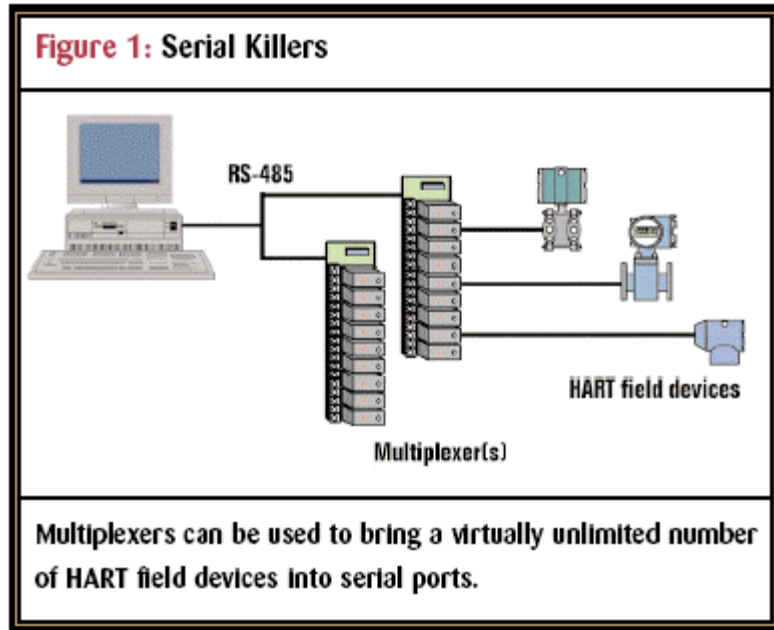 Figure 1: Serial Killers
RS-485
HART field devices
Multiplexer(s)
Multiplexers can be used to bring a virtually unlimited number
of HART field devices into serial ports.